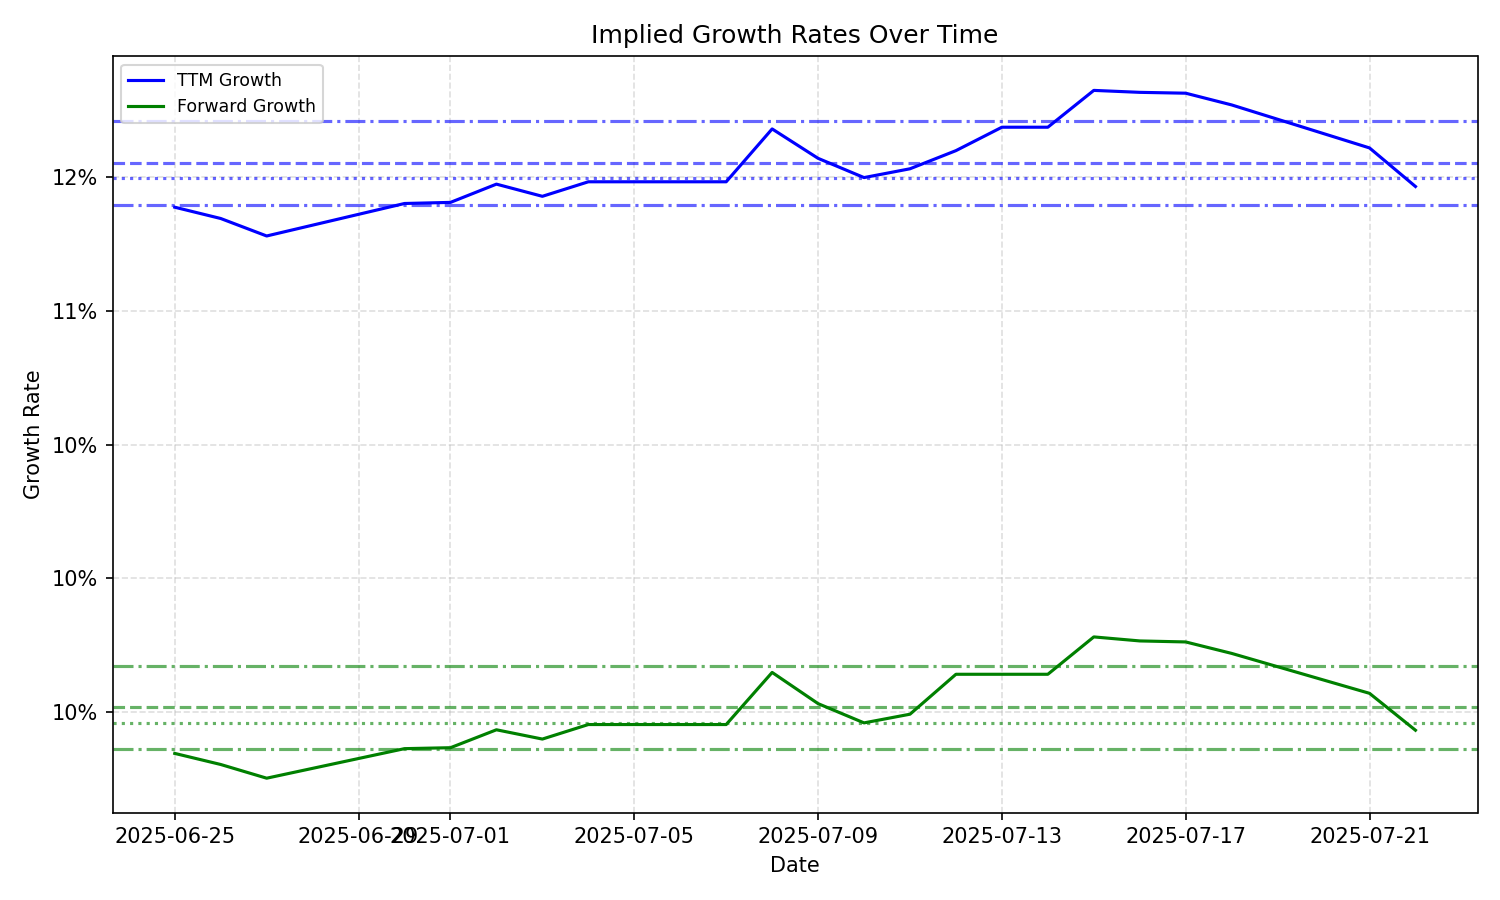 Implied Growth Rates Over Time
TTM Growth
Forward Growth
12%
11%
10%
10%
10%
Growth Rate
2025-06-25
2025-06-29
2025-07-01
2025-07-05
2025-07-09
2025-07-13
2025-07-17
2025-07-21
Date